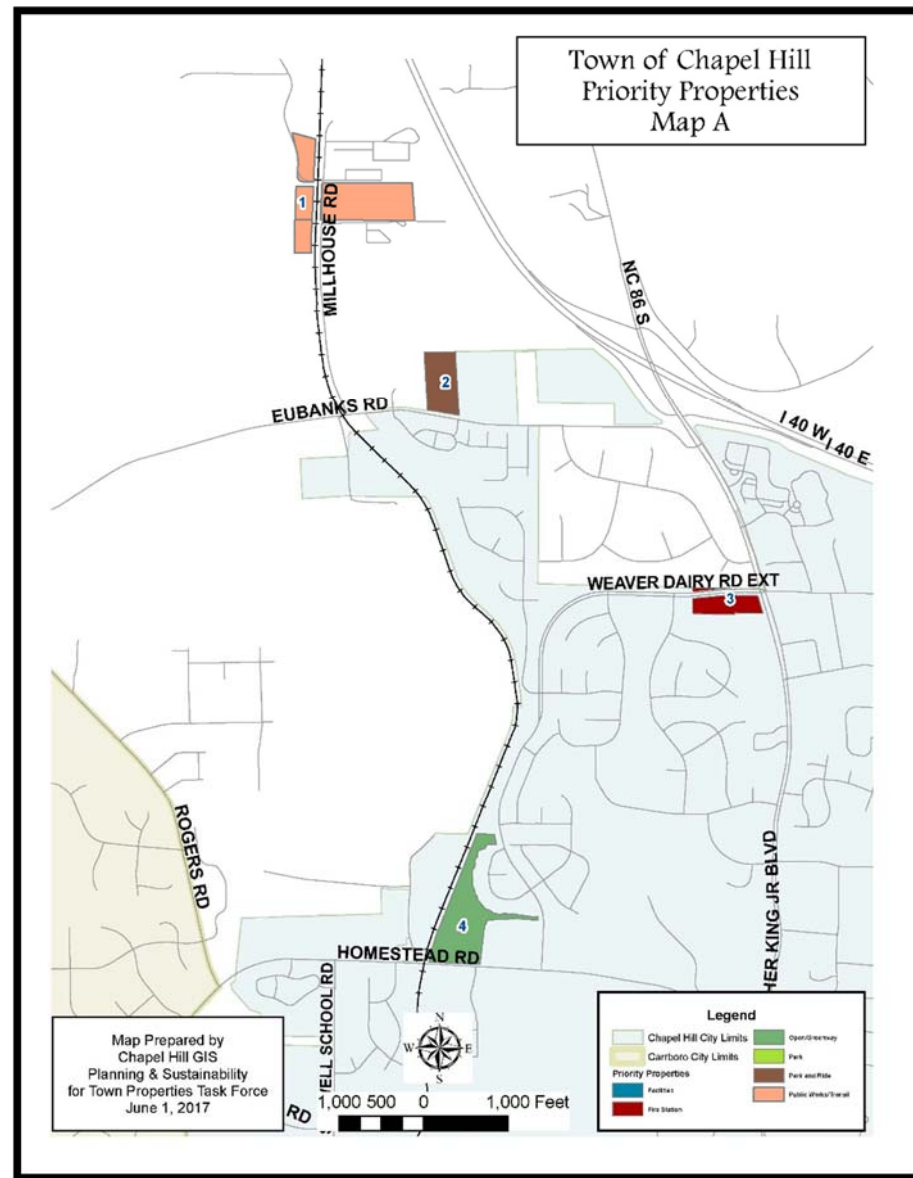 Town of Chapel Hill
Priority Properties
Map A
1
MILLHOUSE RD
NC 86 S
2
EUBANKS RD
I 40 W
I 40 E
WEAVER DAIRY RD EXT
3
ROGERS RD
HER KING JR BLVD
4
HOMESTEAD RD
WELL SCHOOL RD
RD
Map Prepared by
Chapel Hill GIS
Planning & Sustainability
for Town Properties Task Force
June 1, 2017
N
W E
S
1,000 500 0 1,000 Feet
Legend
Chapel Hill City Limits
Carrboro City Limits
Priority Properties
Facilities
Fire Station
Open/Greenway
Park
Park and Ride
Public Works/Transit